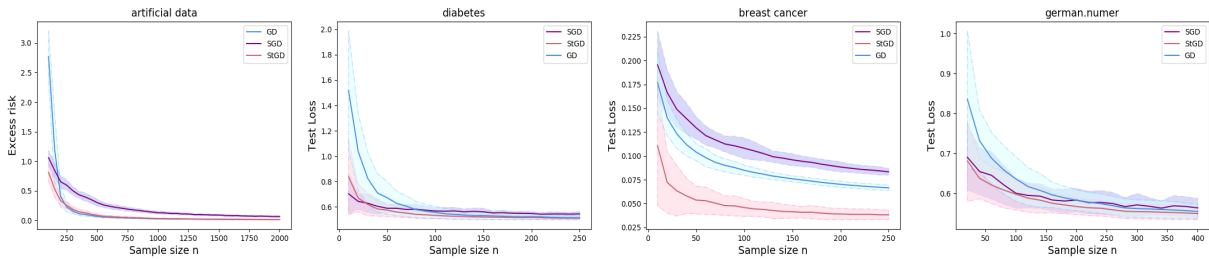 artificial data
GD
SGD
StGD
Excess risk
3.0
2.5
2.0
1.5
1.0
0.5
0.0
250 500 750 1000 1250 1500 1750 2000
Sample size n
diabetes
SGD
StGD
GD
Test Loss
2.0
1.8
1.6
1.4
1.2
1.0
0.8
0.6
0 50 100 150 200 250
Sample size n
breast cancer
SGD
StGD
GD
Test Loss
0.225
0.200
0.175
0.150
0.125
0.100
0.075
0.050
0.025
0 50 100 150 200 250
Sample size n
german.numer
SGD
StGD
GD
Test Loss
1.0
0.9
0.8
0.7
0.6
50 100 150 200 250 300 350 400
Sample size n